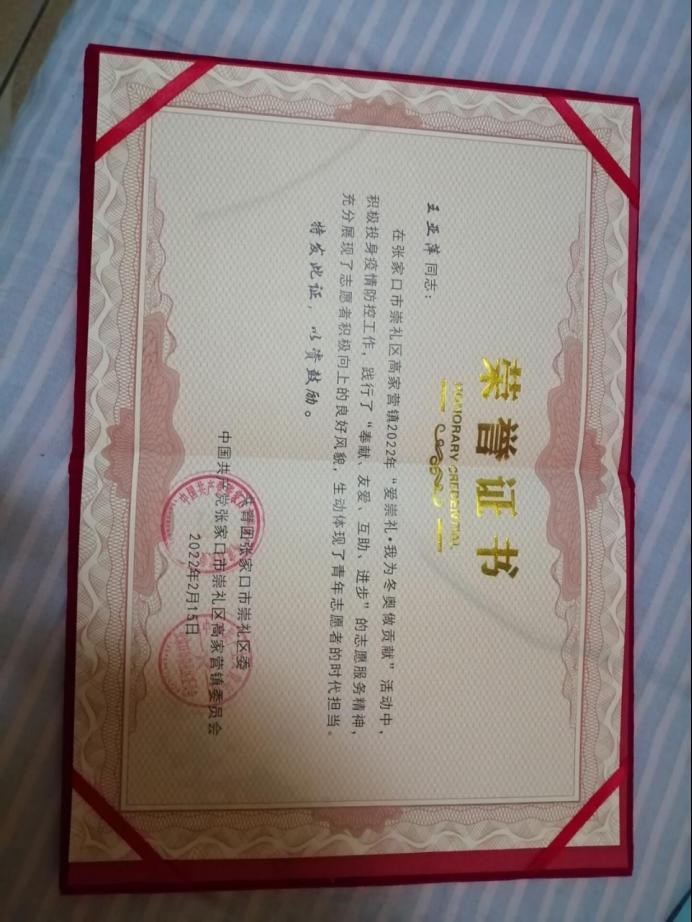 荣誉证书
HONORARY CREDENTIAL
王亚萍 同志：
在张家口市崇礼区高家营镇2022年“爱崇礼·我为冬奥做贡献”活动中，
积极投身疫情防控工作，践行了“奉献、友爱、互助、进步”的志愿服务精神，
充分展现了志愿者积极向上的良好风貌，生动体现了青年志愿者的时代担当。
特发此证，以资鼓励。
共青团张家口市崇礼区委
中国共产党张家口市崇礼区高家营镇委员会
2022年2月15日